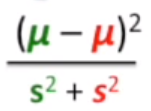 (μ – μ)²
s² + s²